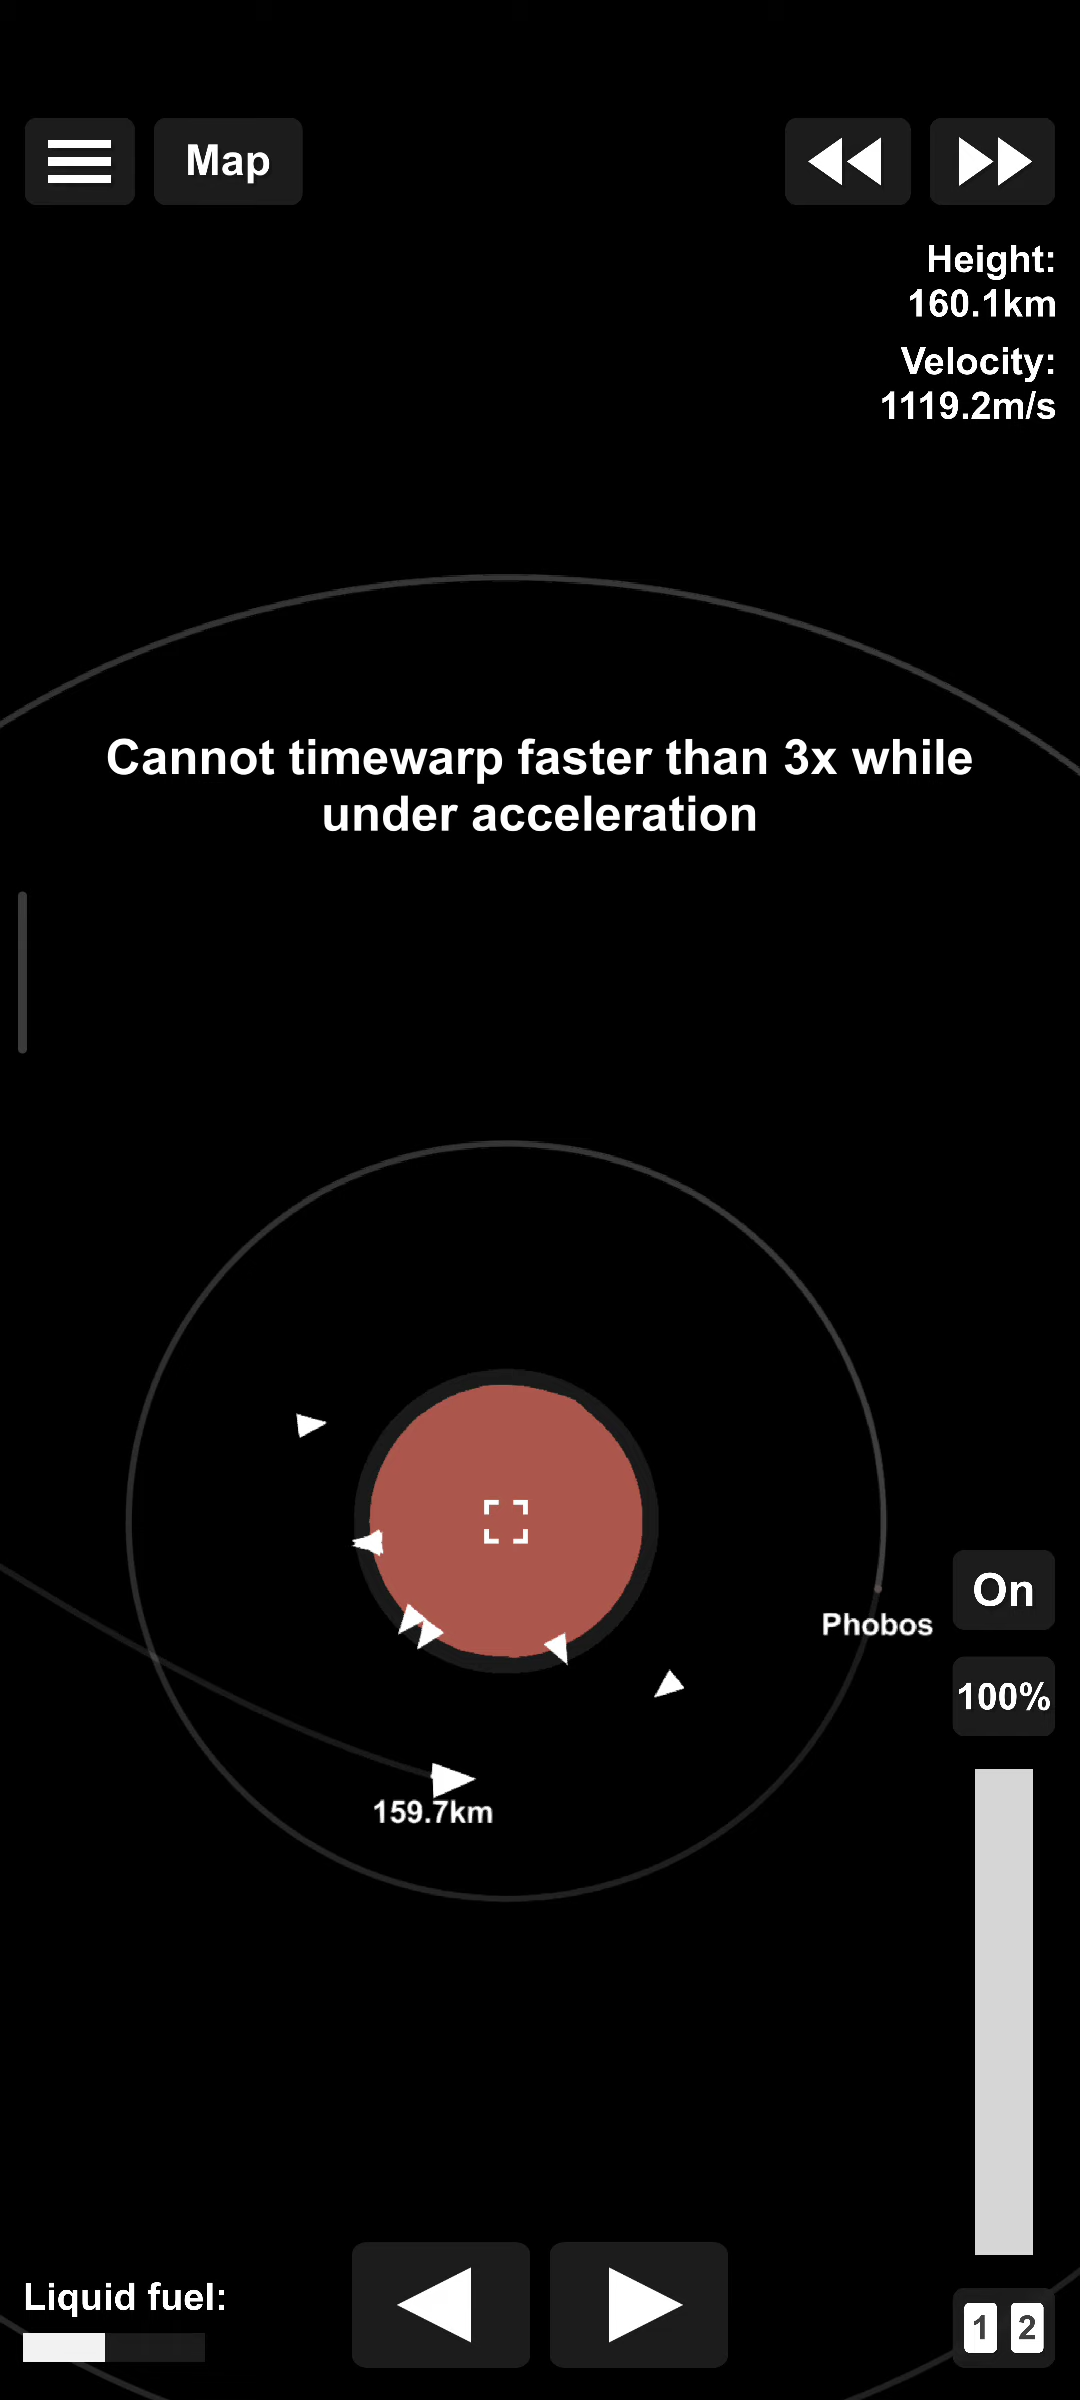 Map
Height:
160.1km
Velocity:
1119.2m/s
Cannot timewarp faster than 3x while
under acceleration
On
Phobos
100%
159.7km
Liquid fuel:
1 2